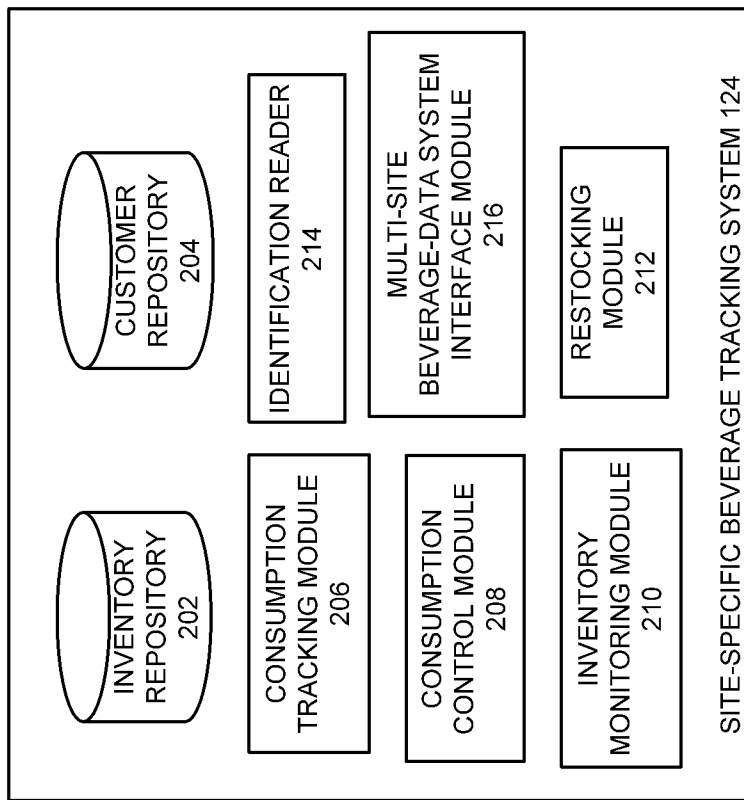 INVENTORY
REPOSITORY
202
CUSTOMER
REPOSITORY
204
CONSUMPTION
TRACKING MODULE
206
IDENTIFICATION READER
214
CONSUMPTION
CONTROL MODULE
208
MULTI-SITE
BEVERAGE-DATA SYSTEM
INTERFACE MODULE
216
INVENTORY
MONITORING MODULE
210
RESTOCKING
MODULE
212
SITE-SPECIFIC BEVERAGE TRACKING SYSTEM 124